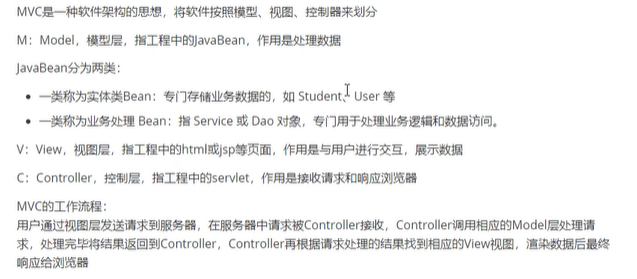 MVC是一种软件架构的思想，将软件按照模型、视图、控制器来划分
M：Model，模型层，指工程中的JavaBean，作用是处理数据
JavaBean分为两类：
• 一类称为实体类Bean：专门存储业务数据的，如 Student、User 等
• 一类称为业务处理 Bean：指 Service 或 Dao 对象，专门用于处理业务逻辑和数据访问。
V：View，视图层，指工程中的html或jsp等页面，作用是与用户进行交互，展示数据
C：Controller，控制层，指工程中的servlet，作用是接收请求和响应浏览器
MVC的工作流程：
用户通过视图层发送请求到服务器，在服务器中请求被Controller接收，Controller调用相应的Model层处理请
求，处理完毕将结果返回到Controller，Controller再根据请求处理的结果找到相应的View视图，渲染数据后最终
响应给浏览器